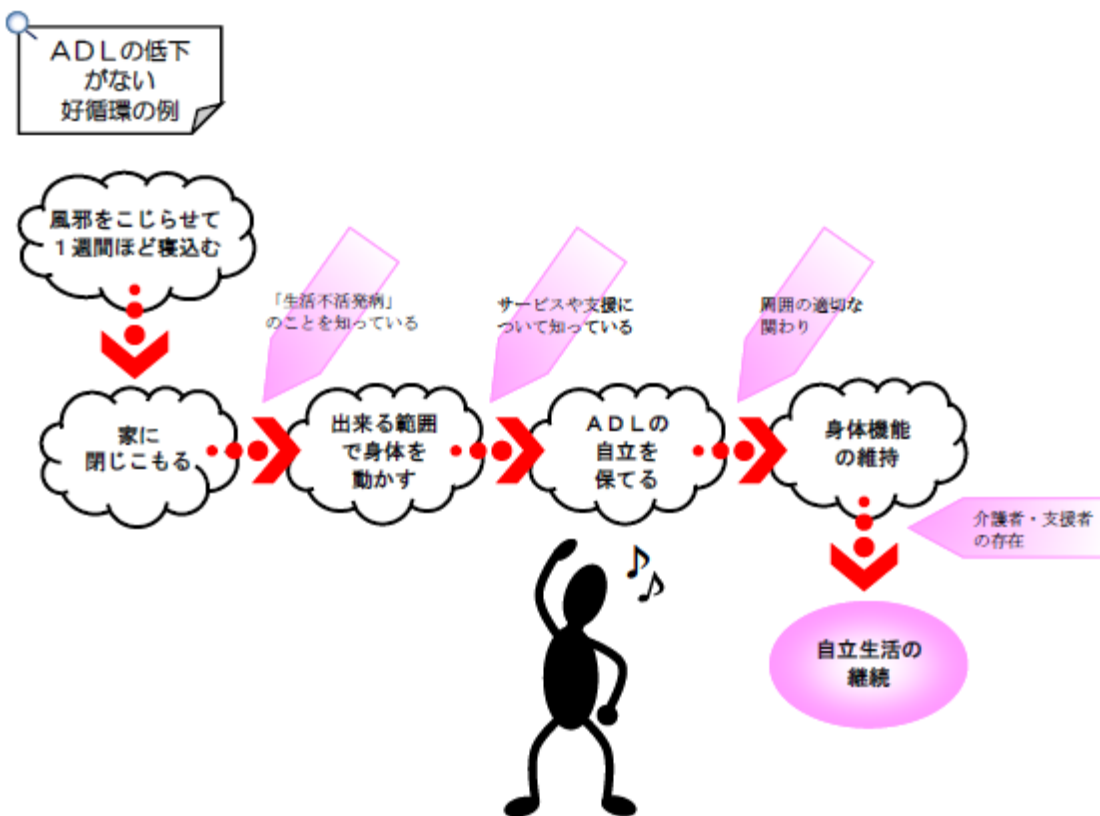 ADLの低下
がない
好循環の例
風邪をこじらせて
1週間ほど寝込む
「生活不活発病」
のことを知っている
サービスや支援に
ついて知っている
周囲の適切な
関わり
家に
閉じこもる
出来る範囲
で身体を
動かす
ADLの
自立を
保てる
身体機能
の維持
介護者・支援者
の存在
自立生活の
継続